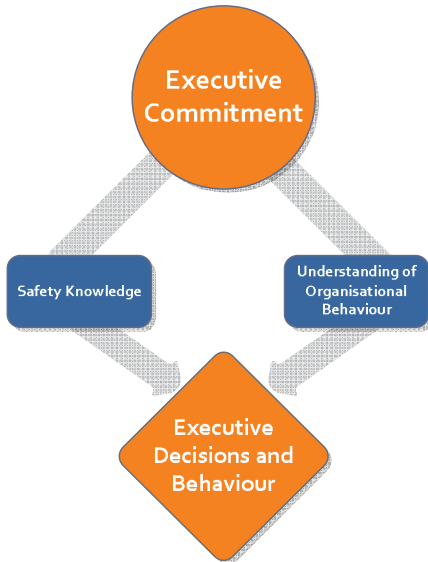 Executive
Commitment
Safety Knowledge
Understanding of
Organisational
Behaviour
Executive
Decisions and
Behaviour